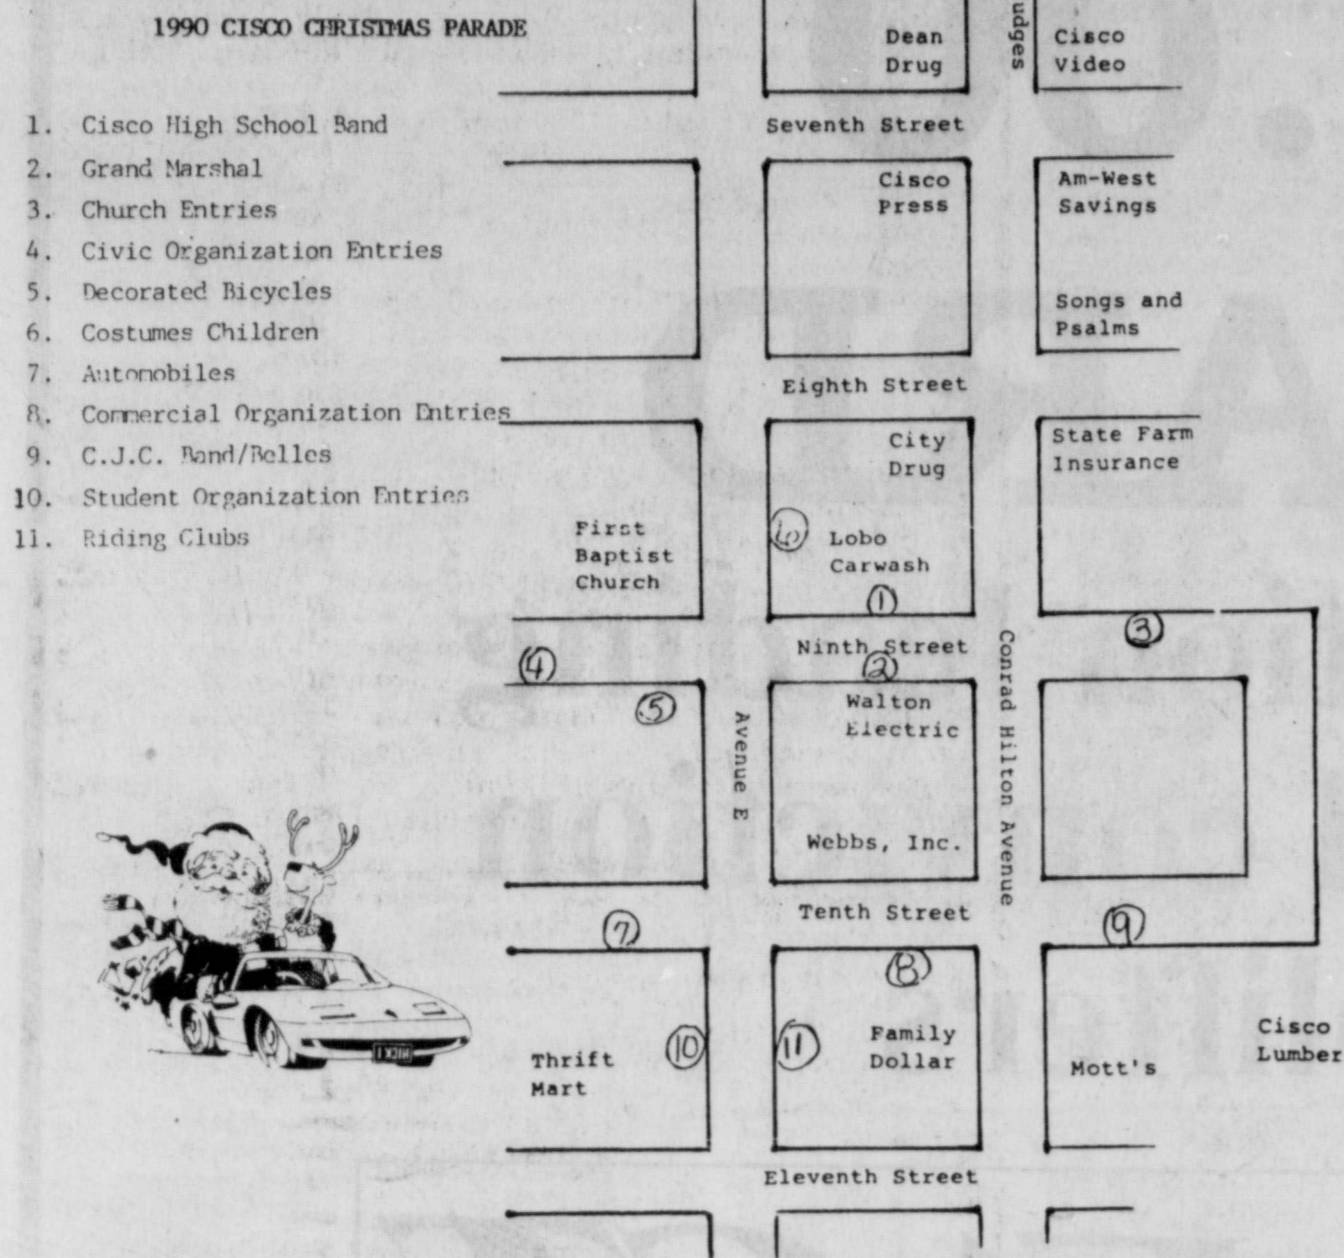 1990 CISCO CHRISTMAS PARADE
1. Cisco High School Band
2. Grand Marshal
3. Church Entries
4. Civic Organization Entries
5. Decorated Bicycles
6. Costumes Children
7. Automobiles
8. Commercial Organization Entries
9. C.J.C. Band/Belles
10. Student Organization Entries
11. Riding Clubs
Dean
Drug
udges
Cisco
Video
Seventh Street
Cisco
Press
Am-West
Savings
Songs and
Psalms
Eighth Street
City
Drug
State Farm
Insurance
First
Baptist
Church
6
Lobo
Carwash
1
3
Ninth Street
4
2
5
Walton
Electric
Avenue E
Conrad Hilton Avenue
Webbs, Inc.
Tenth Street
7
8
9
10
11
Family
Dollar
Thrift
Mart
Mott's
Cisco
Lumber
Eleventh Street